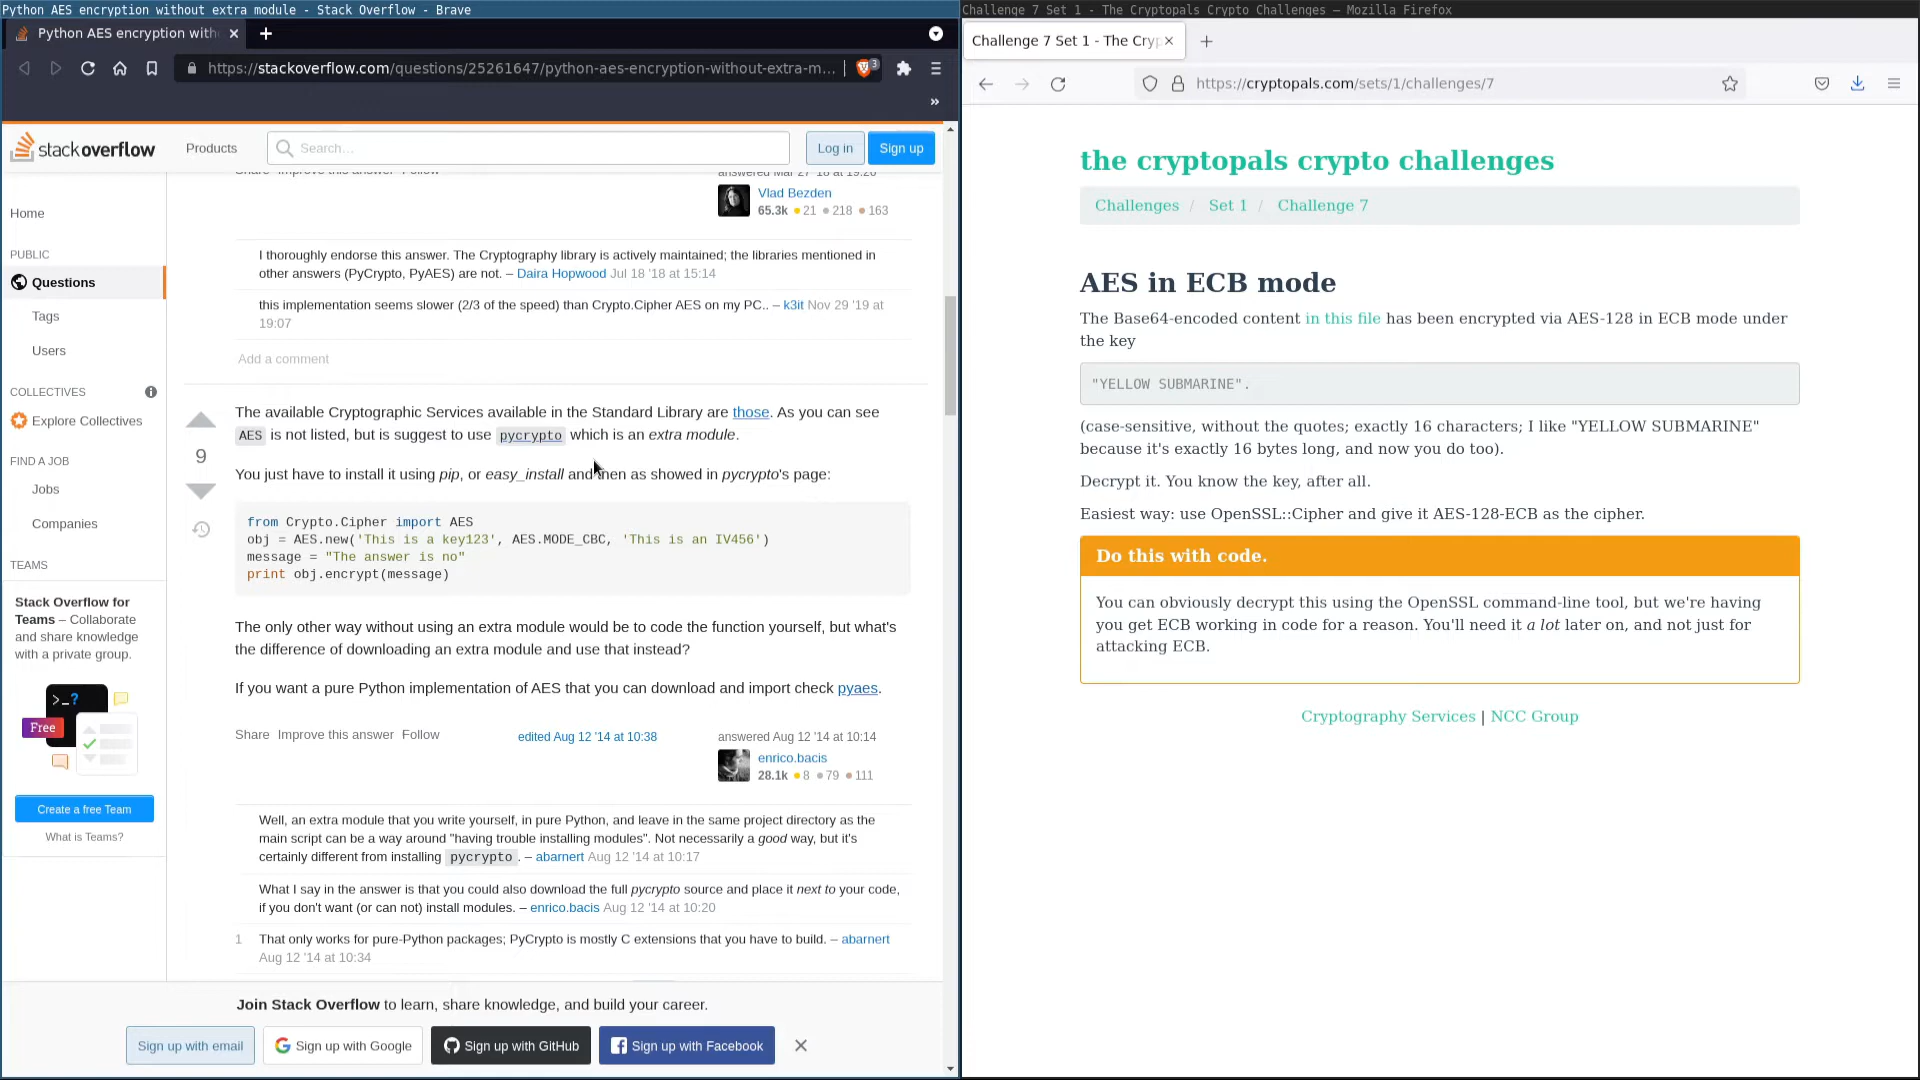 Python AES encryption without extra module - Stack Overflow - Brave
Python AES encryption with
https://stackoverflow.com/questions/25261647/python-aes-encryption-without-extra-m...
3
»
stackoverflow
Products
Search…
Log in
Sign up
Home
PUBLIC
Questions
Tags
Users
COLLECTIVES
Explore Collectives
FIND A JOB
Jobs
Companies
TEAMS
Stack Overflow for
Teams – Collaborate
and share knowledge
with a private group.
>_?
Free
Create a free Team
What is Teams?
Share Improve this answer Follow
answered Mar 27 '18 at 19:20
Vlad Bezden
65.3k 21 218 163
I thoroughly endorse this answer. The Cryptography library is actively maintained; the libraries mentioned in
other answers (PyCrypto, PyAES) are not. – Daira Hopwood Jul 18 '18 at 15:14
this implementation seems slower (2/3 of the speed) than Crypto.Cipher AES on my PC.. – k3it Nov 29 '19 at
19:07
Add a comment
9
The available Cryptographic Services available in the Standard Library are those. As you can see
AES is not listed, but is suggest to use pycrypto which is an extra module.
You just have to install it using pip, or easy_install and then as showed in pycrypto's page:
from Crypto.Cipher import AES
obj = AES.new('This is a key123', AES.MODE_CBC, 'This is an IV456')
message = "The answer is no"
print obj.encrypt(message)
The only other way without using an extra module would be to code the function yourself, but what's
the difference of downloading an extra module and use that instead?
If you want a pure Python implementation of AES that you can download and import check pyaes.
Share Improve this answer Follow
edited Aug 12 '14 at 10:38
answered Aug 12 '14 at 10:14
enrico.bacis
28.1k 8 79 111
Well, an extra module that you write yourself, in pure Python, and leave in the same project directory as the
main script can be a way around "having trouble installing modules". Not necessarily a good way, but it's
certainly different from installing pycrypto . – abarnert Aug 12 '14 at 10:17
What I say in the answer is that you could also download the full pycrypto source and place it next to your code,
if you don't want (or can not) install modules. – enrico.bacis Aug 12 '14 at 10:20
1 That only works for pure-Python packages; PyCrypto is mostly C extensions that you have to build. – abarnert
Aug 12 '14 at 10:34
Join Stack Overflow to learn, share knowledge, and build your career.
Sign up with email
Sign up with Google
Sign up with GitHub
Sign up with Facebook
Challenge 7 Set 1 - The Cryptopals Crypto Challenges — Mozilla Firefox
Challenge 7 Set 1 - The Cryp
https://cryptopals.com/sets/1/challenges/7
the cryptopals crypto challenges
Challenges / Set 1 / Challenge 7
AES in ECB mode
The Base64-encoded content in this file has been encrypted via AES-128 in ECB mode under
the key
"YELLOW SUBMARINE".
(case-sensitive, without the quotes; exactly 16 characters; I like "YELLOW SUBMARINE"
because it's exactly 16 bytes long, and now you do too).
Decrypt it. You know the key, after all.
Easiest way: use OpenSSL::Cipher and give it AES-128-ECB as the cipher.
Do this with code.
You can obviously decrypt this using the OpenSSL command-line tool, but we're having
you get ECB working in code for a reason. You'll need it a lot later on, and not just for
attacking ECB.
Cryptography Services | NCC Group